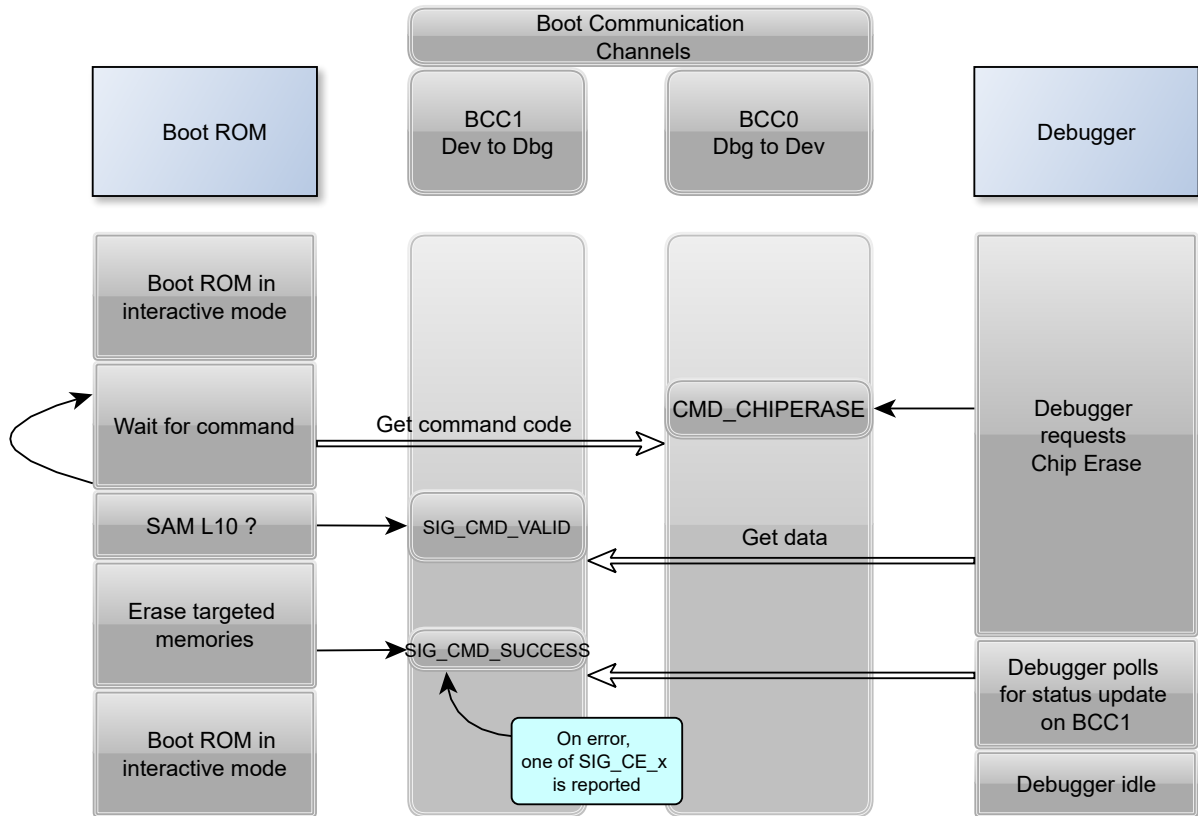 Boot Communication
Channels
Boot ROM
BCC1
Dev to Dbg
BCC0
Dbg to Dev
Debugger
Boot ROM in
interactive mode
Wait for command
Get command code
CMD_CHIPERASE
Debugger
requests
Chip Erase
SAM L10 ?
SIG_CMD_VALID
Get data
Erase targeted
memories
SIG_CMD_SUCCESS
Debugger polls
for status update
on BCC1
Boot ROM in
interactive mode
On error,
one of SIG_CE_x
is reported
Debugger idle